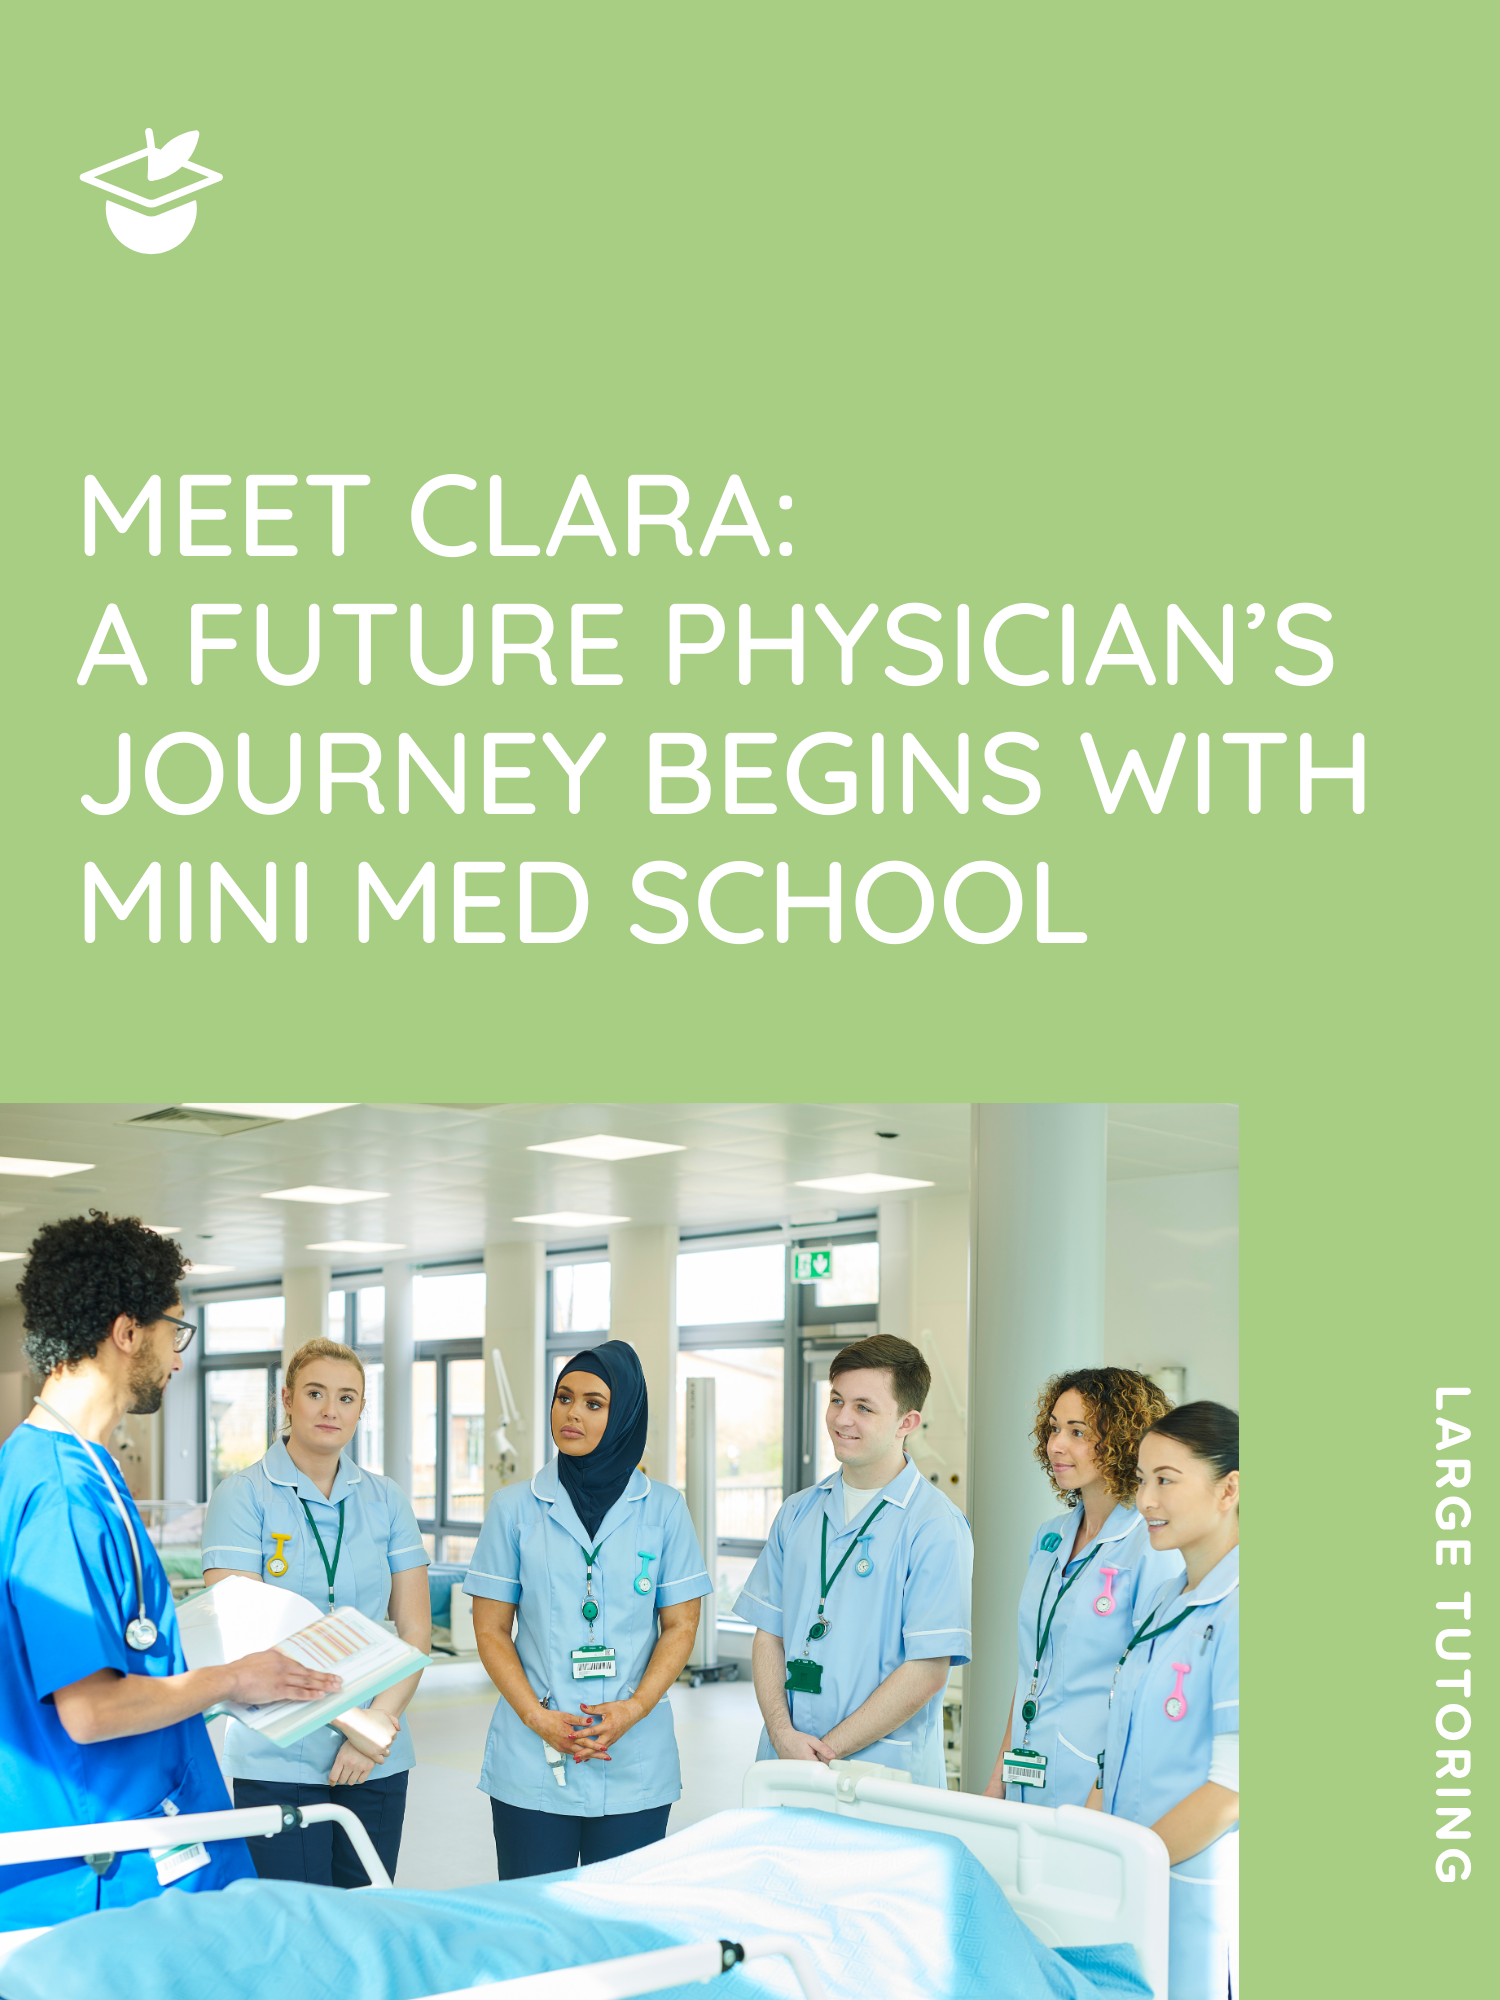 MEET CLARA:
A FUTURE PHYSICIAN’S
JOURNEY BEGINS WITH
MINI MED SCHOOL
LARGE TUTORING